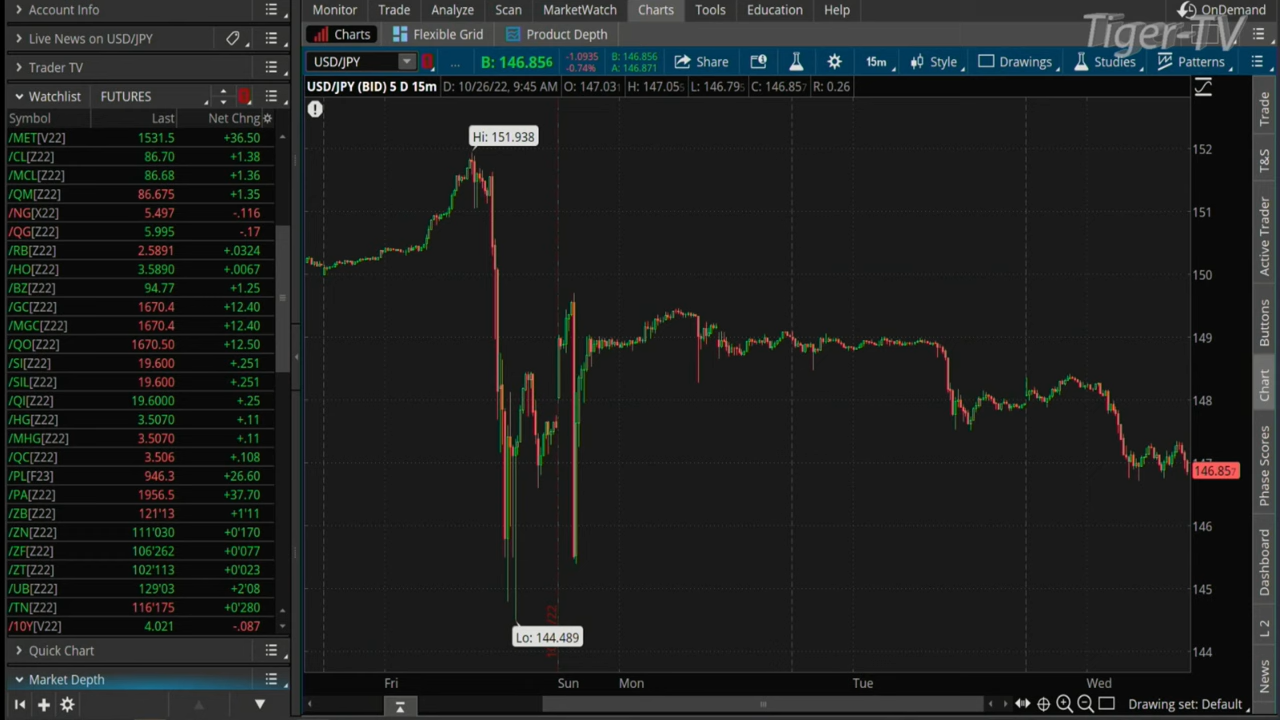 Account Info
Live News on USD/JPY
Trader TV
Watchlist FUTURES
Symbol Last Net Chng
/MET[V22] 1531.5 +36.50
/CL[Z22] 86.70 +1.38
/MCL[Z22] 86.68 +1.36
/QM[Z22] 86.675 +1.35
/NG[X22] 5.497 -.116
/QG[Z22] 5.995 -.17
/RB[Z22] 2.5891 +.0324
/HO[Z22] 3.5890 +.0067
/BZ[Z22] 94.77 +1.25
/GC[Z22] 1670.4 +12.40
/MGC[Z22] 1670.4 +12.40
/QO[Z22] 1670.50 +12.50
/SI[Z22] 19.600 +.251
/SIL[Z22] 19.600 +.251
/QI[Z22] 19.6000 +.25
/HG[Z22] 3.5070 +.11
/MHG[Z22] 3.5070 +.11
/QC[Z22] 3.506 +.108
/PL[F23] 946.3 +26.60
/PA[Z22] 1956.5 +37.70
/ZB[Z22] 121'13 +1'11
/ZN[Z22] 111'030 +0'170
/ZF[Z22] 106'262 +0'077
/ZT[Z22] 102'113 +0'023
/UB[Z22] 129'03 +2'08
/TN[Z22] 116'175 +0'280
/10Y[V22] 4.021 -.087
Quick Chart
Market Depth
Monitor Trade Analyze Scan MarketWatch Charts Tools Education Help
OnDemand
Tiger-TV
Charts Flexible Grid Product Depth
USD/JPY ... B: 146.856 -1.0935 B: 146.856 Share 15m Style Drawings Studies Patterns
-0.74% A: 146.871
USD/JPY (BID) 5 D 15m D: 10/26/22, 9:45 AM O: 147.031 H: 147.055 L: 146.795 C: 146.857 R: 0.26
Hi: 151.938
Lo: 144.489
152
151
150
149
148
146.857
146
145
144
Fri Sun Mon Tue Wed
Drawing set: Default
Trade
T&S
Active Trader
Buttons
Chart
Phase Scores
Dashboard
L 2
News